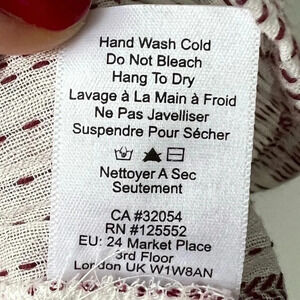 Hand Wash Cold
Do Not Bleach
Hang To Dry
Lavage à La Main à Froid
Ne Pas Javelliser
Suspendre Pour Sécher
Nettoyer A Sec
Seutement
CA #32054
RN #125552
EU: 24 Market Place
3rd Floor
London UK W1W8AN